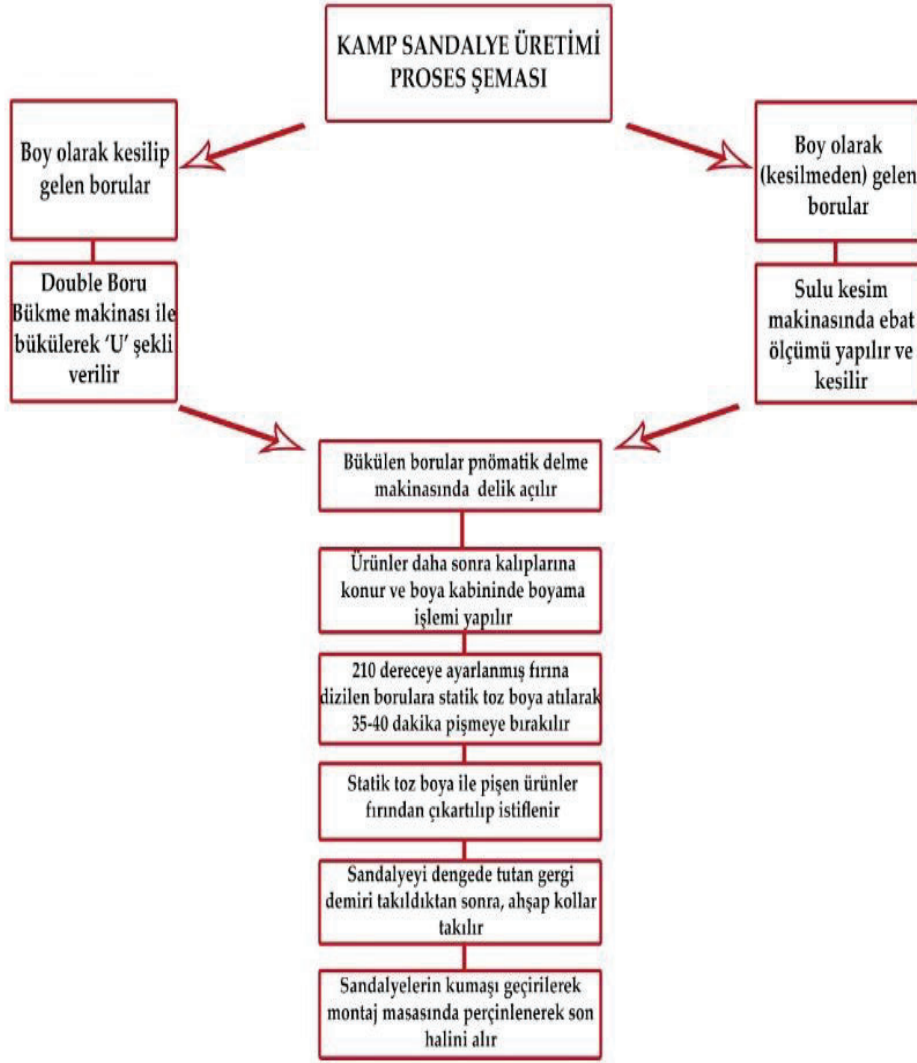 KAMP SANDALYE ÜRETİMİ
PROSES ŞEMASI
Boy olarak kesilip
gelen borular
Double Boru
Bükme makinası ile
bükülerek ‘U’ şekli
verilir
Boy olarak
(kesilmeden) gelen
borular
Sulu kesim
makinasında ebat
ölçümü yapılır ve
kesilir
Bükülen borular pnömatik delme
makinasında delik açılır
Ürünler daha sonra kalıplarına
konur ve boya kabininde boyama
işlemi yapılır
210 dereceye ayarlanmış fırına
dizilen borulara statik toz boya atılarak
35-40 dakika pişmeye bırakılır
Statik toz boya ile pişen ürünler
fırından çıkartılıp istiflenir
Sandalyeyi dengede tutan gergi
demiri takıldıktan sonra, ahşap kollar
takılır
Sandalyelerin kumaşı geçirilerek
montaj masasında perçinlenerek son
halini alır